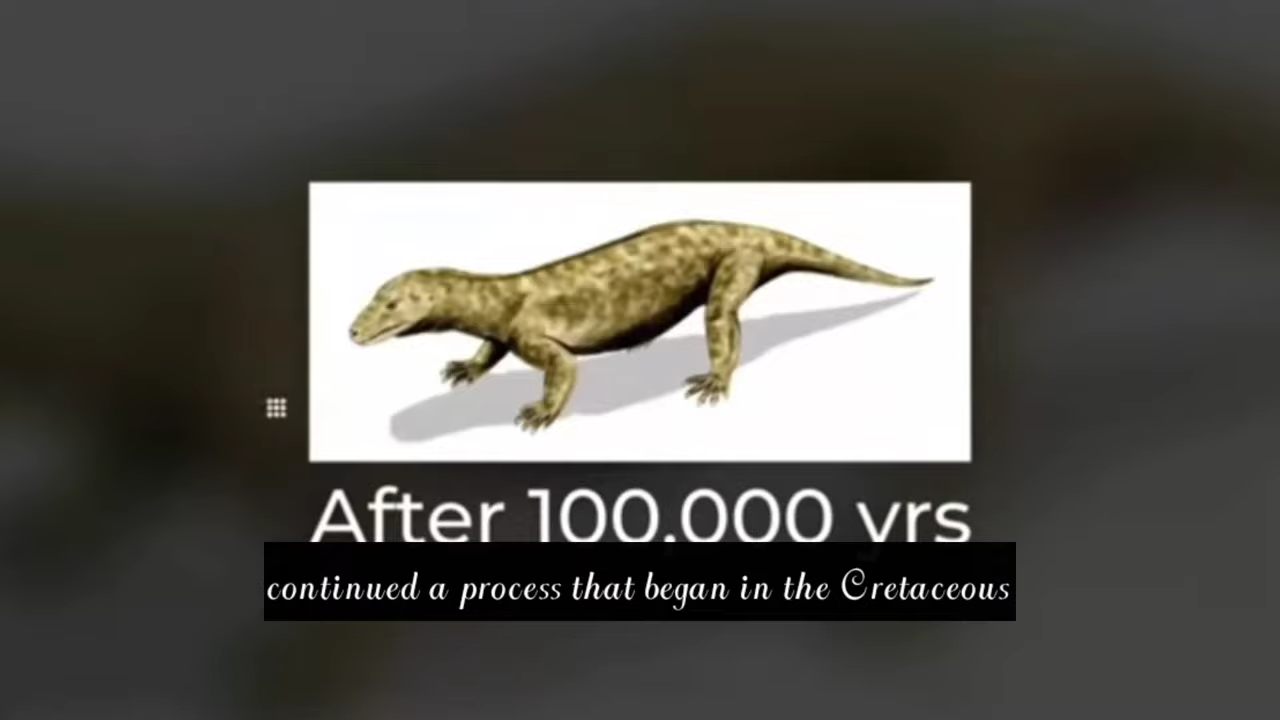 After 100,000 yrs
continued a process that began in the Cretaceous